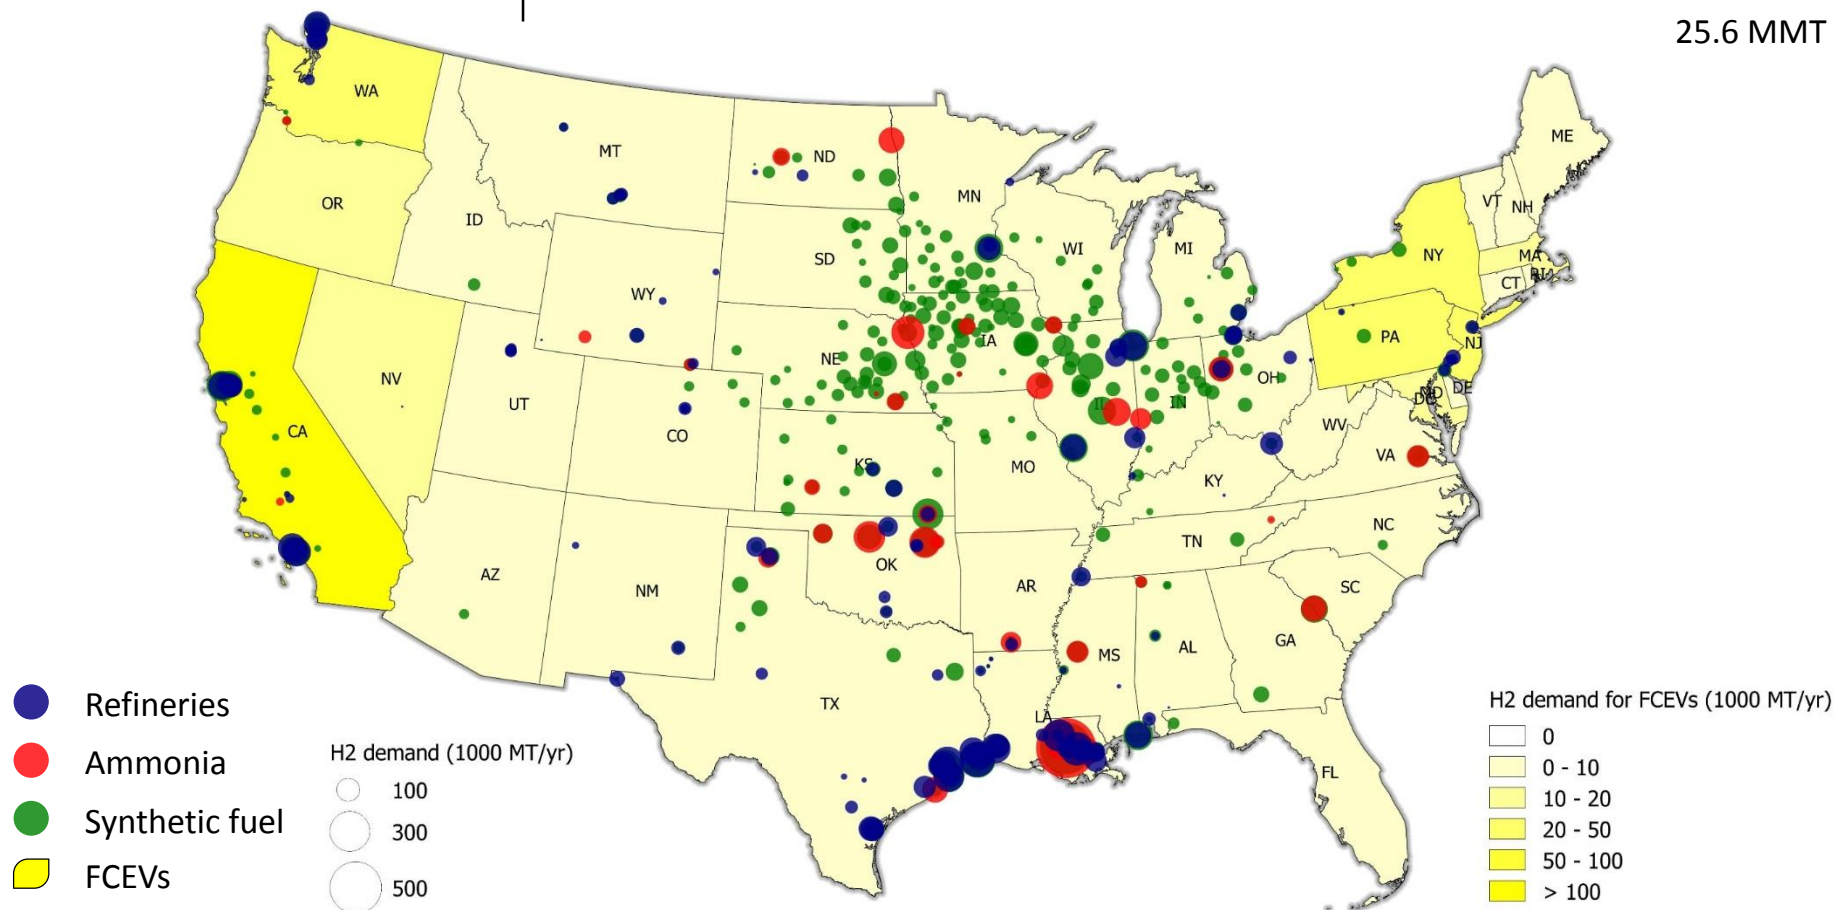 25.6 MMT
WA
MT
ND
MN
ME
OR
ID
SD
WI
MI
VT
NH
NY
MA
RI
CT
WY
NE
IA
PA
NJ
NV
UT
CO
CA
IL
IN
OH
MD
DC
DE
WV
VA
KS
MO
KY
NC
TN
AZ
NM
OK
AR
SC
MS
AL
GA
TX
LA
FL
Refineries
Ammonia
Synthetic fuel
FCEVs
H2 demand (1000 MT/yr)
100
300
500
H2 demand for FCEVs (1000 MT/yr)
0
0 - 10
10 - 20
20 - 50
50 - 100
> 100